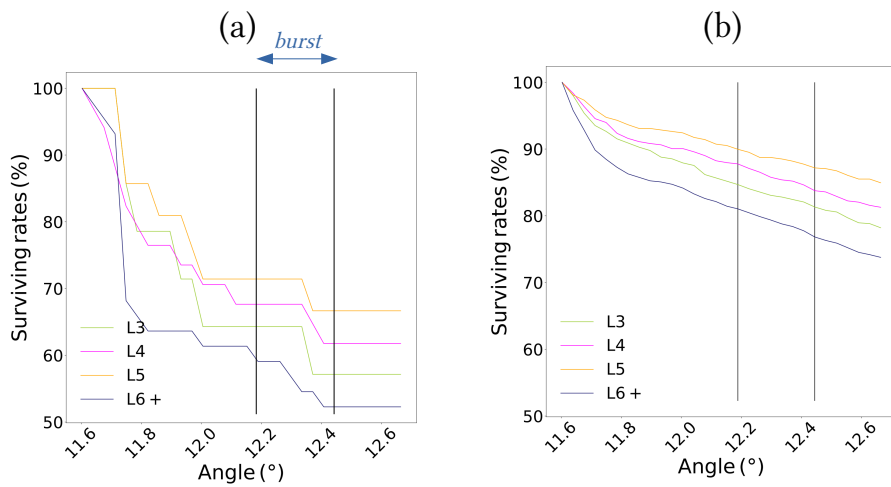 (a)
burst
100
90
80
70
60
50
Surviving rates (%)
L3
L4
L5
L6 +
11.6
11.8
12.0
12.2
12.4
12.6
Angle (°)
(b)
100
90
80
70
60
50
Surviving rates (%)
L3
L4
L5
L6 +
11.6
11.8
12.0
12.2
12.4
12.6
Angle (°)